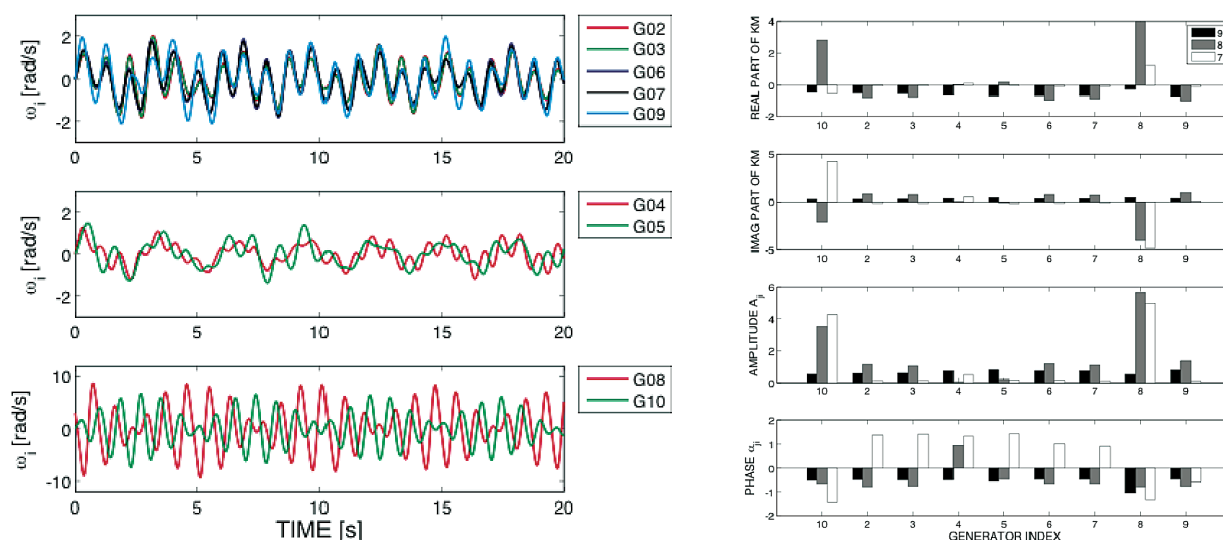 ωi [rad/s]
2
0
-2
0 5 10 15 20
G02
G03
G06
G07
G09
ωi [rad/s]
2
0
-2
0 5 10 15 20
G04
G05
ωi [rad/s]
10
0
-10
0 5 10 15 20
TIME [s]
G08
G10
REAL PART OF KM
4
2
0
-2
10 2 3 4 5 6 7 8 9
9
8
7
IMAG PART OF KM
5
0
-5
10 2 3 4 5 6 7 8 9
AMPLITUDE Aji
6
4
2
0
10 2 3 4 5 6 7 8 9
PHASE αji
2
1
0
-1
-2
10 2 3 4 5 6 7 8 9
GENERATOR INDEX